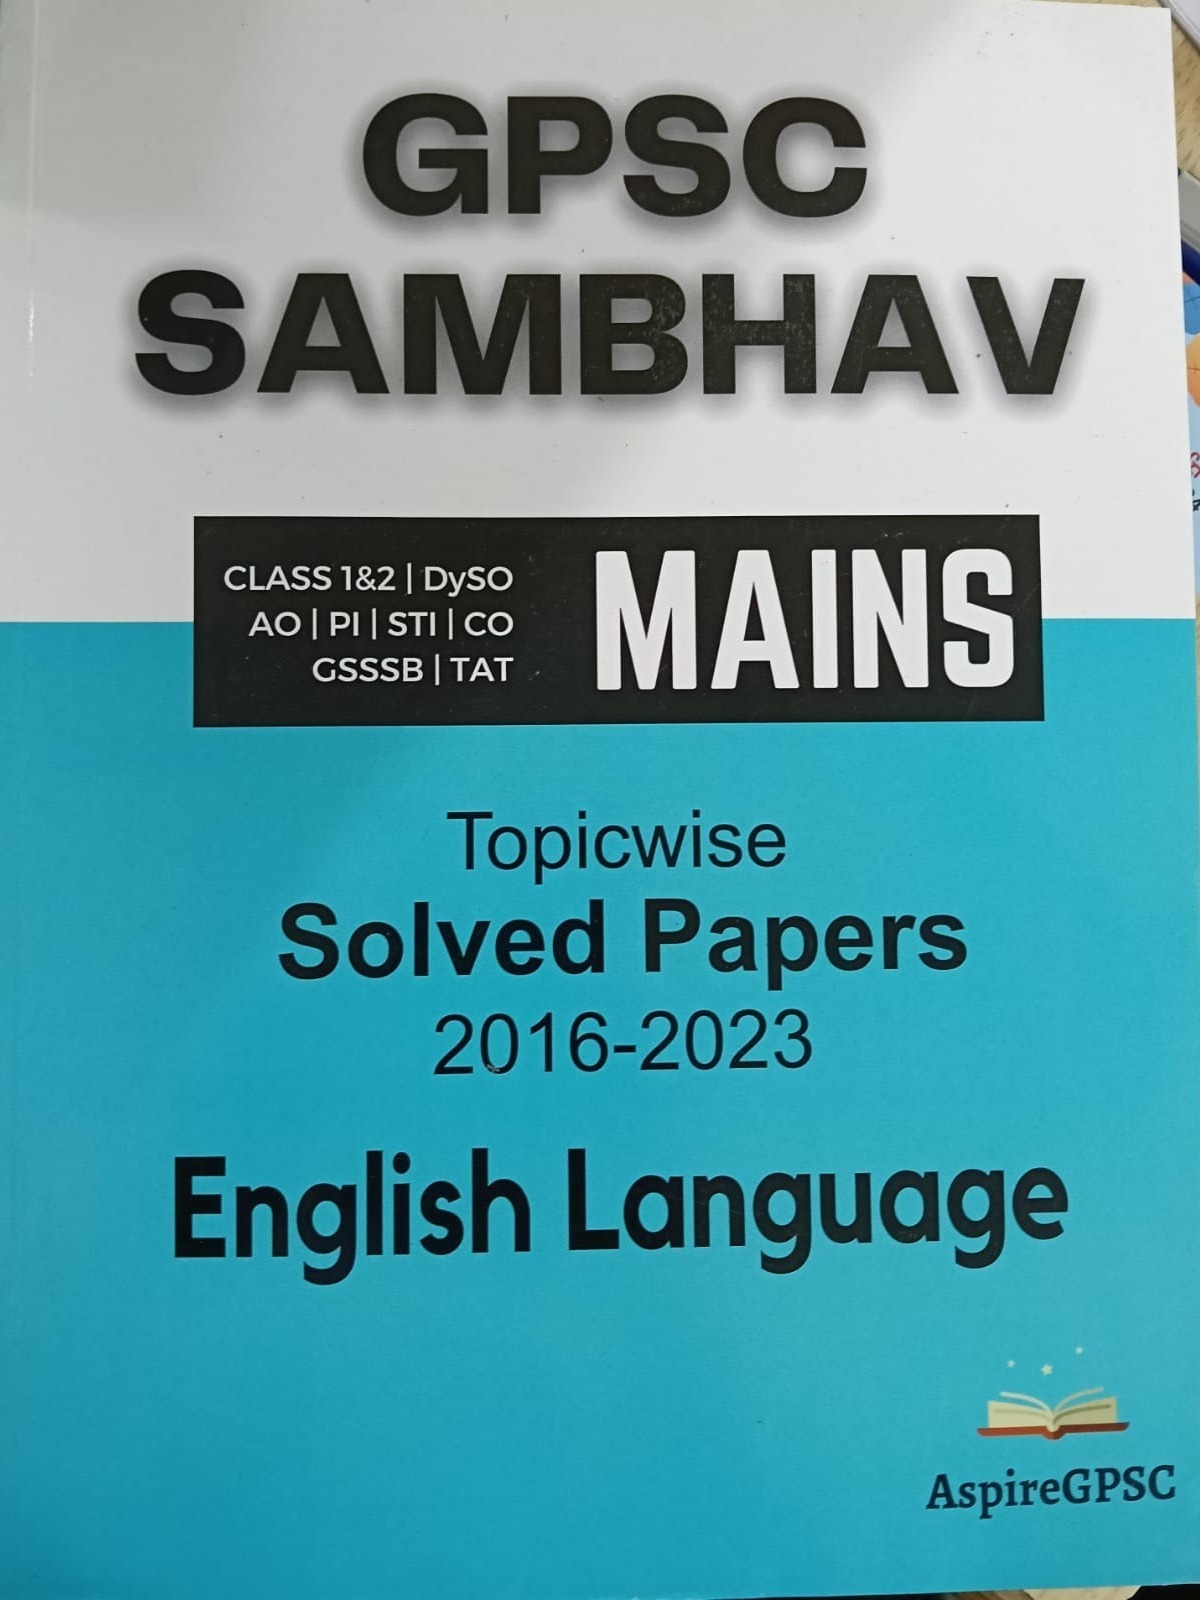 GPSC
SAMBHAV
CLASS 1&2 | DySO
AO | PI | STI | CO
GSSSB | TAT
MAINS
Topicwise
Solved Papers
2016-2023
English Language
AspireGPSC